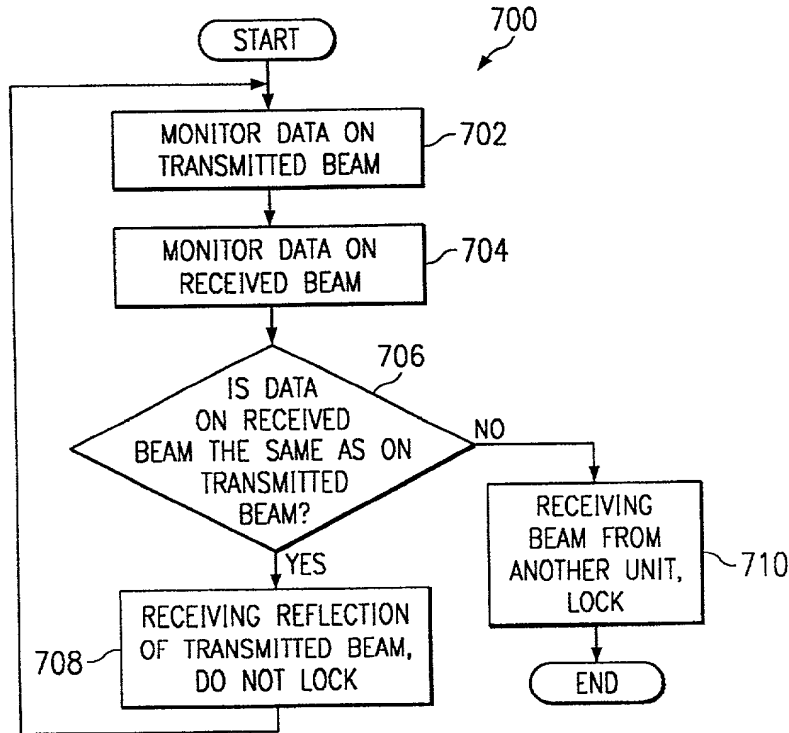 START
700
MONITOR DATA ON
TRANSMITTED BEAM
702
MONITOR DATA ON
RECEIVED BEAM
704
706
IS DATA
ON RECEIVED
BEAM THE SAME AS ON
TRANSMITTED
BEAM?
NO
YES
RECEIVING
BEAM FROM
ANOTHER UNIT,
LOCK
710
RECEIVING REFLECTION
OF TRANSMITTED BEAM,
DO NOT LOCK
708
END